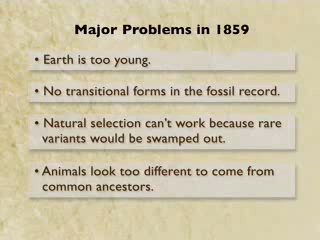 Major Problems in 1859
• Earth is too young.
• No transitional forms in the fossil record.
• Natural selection can't work because rare
variants would be swamped out.
• Animals look too different to come from
common ancestors.